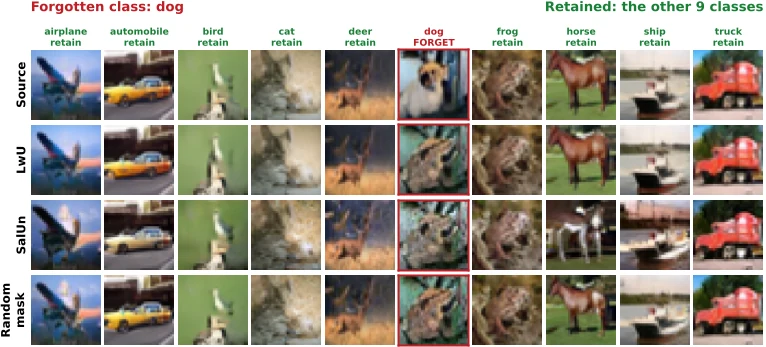 Forgotten class: dog
Retained: the other 9 classes
airplane retain
automobile retain
bird retain
cat retain
deer retain
dog FORGET
frog retain
horse retain
ship retain
truck retain
Source
LwU
SalUn
Random mask